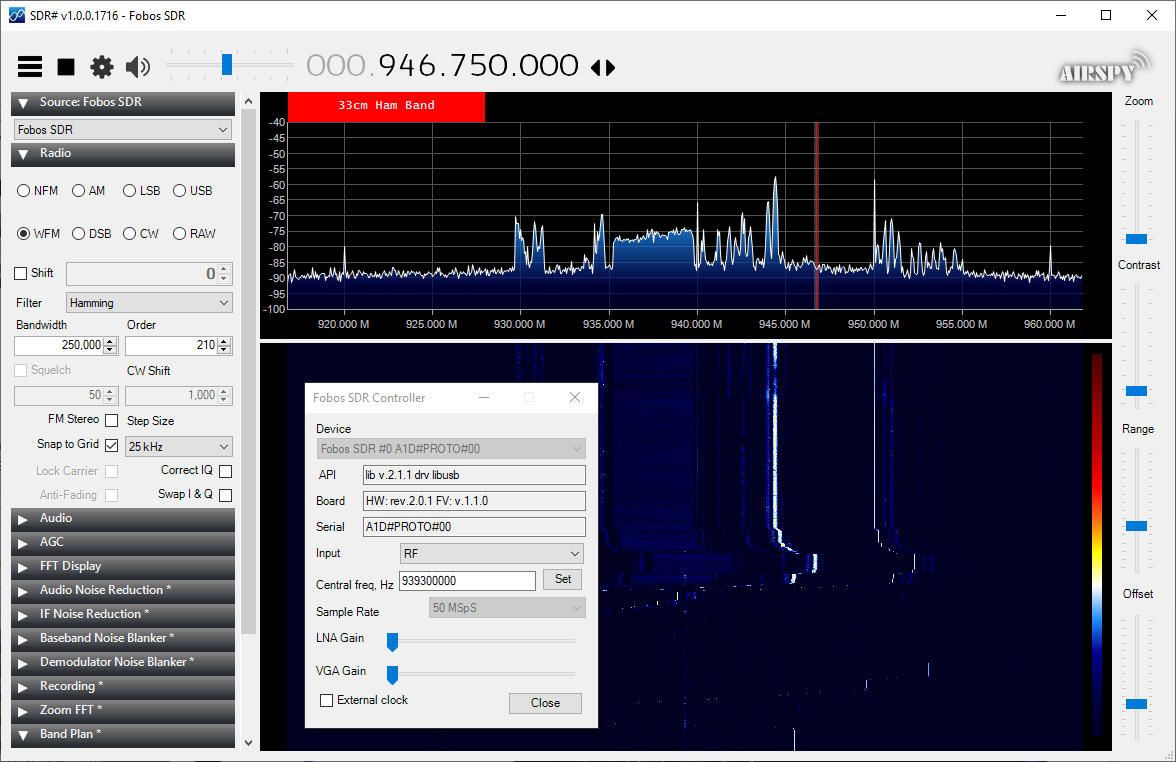 SDR# v1.0.0.1716 - Fobos SDR
000.946.750.000
AIRSPY
Source: Fobos SDR
Fobos SDR
Radio
NFM AM LSB USB
WFM DSB CW RAW
Shift 0
Filter Hamming
Bandwidth Order
250,000 210
Squelch CW Shift
50 1,000
FM Stereo Step Size
Snap to Grid 25 kHz
Lock Carrier Correct IQ
Anti-Fading Swap I & Q
Audio
AGC
FFT Display
Audio Noise Reduction *
IF Noise Reduction *
Baseband Noise Blanker *
Demodulator Noise Blanker *
Recording *
Zoom FFT *
Band Plan *
33cm Ham Band
-40
-45
-50
-55
-60
-65
-70
-75
-80
-85
-90
-95
-100
920.000 M 925.000 M 930.000 M 935.000 M 940.000 M 945.000 M 950.000 M 955.000 M 960.000 M
Fobos SDR Controller
Device
Fobos SDR #0 A1D#PROTO#00
API lib v.2.1.1 drv libusb
Board HW: rev.2.0.1 FV: v.1.1.0
Serial A1D#PROTO#00
Input RF
Central freq, Hz 939300000 Set
Sample Rate 50 MSpS
LNA Gain
VGA Gain
External clock Close
Zoom
Contrast
Range
Offset